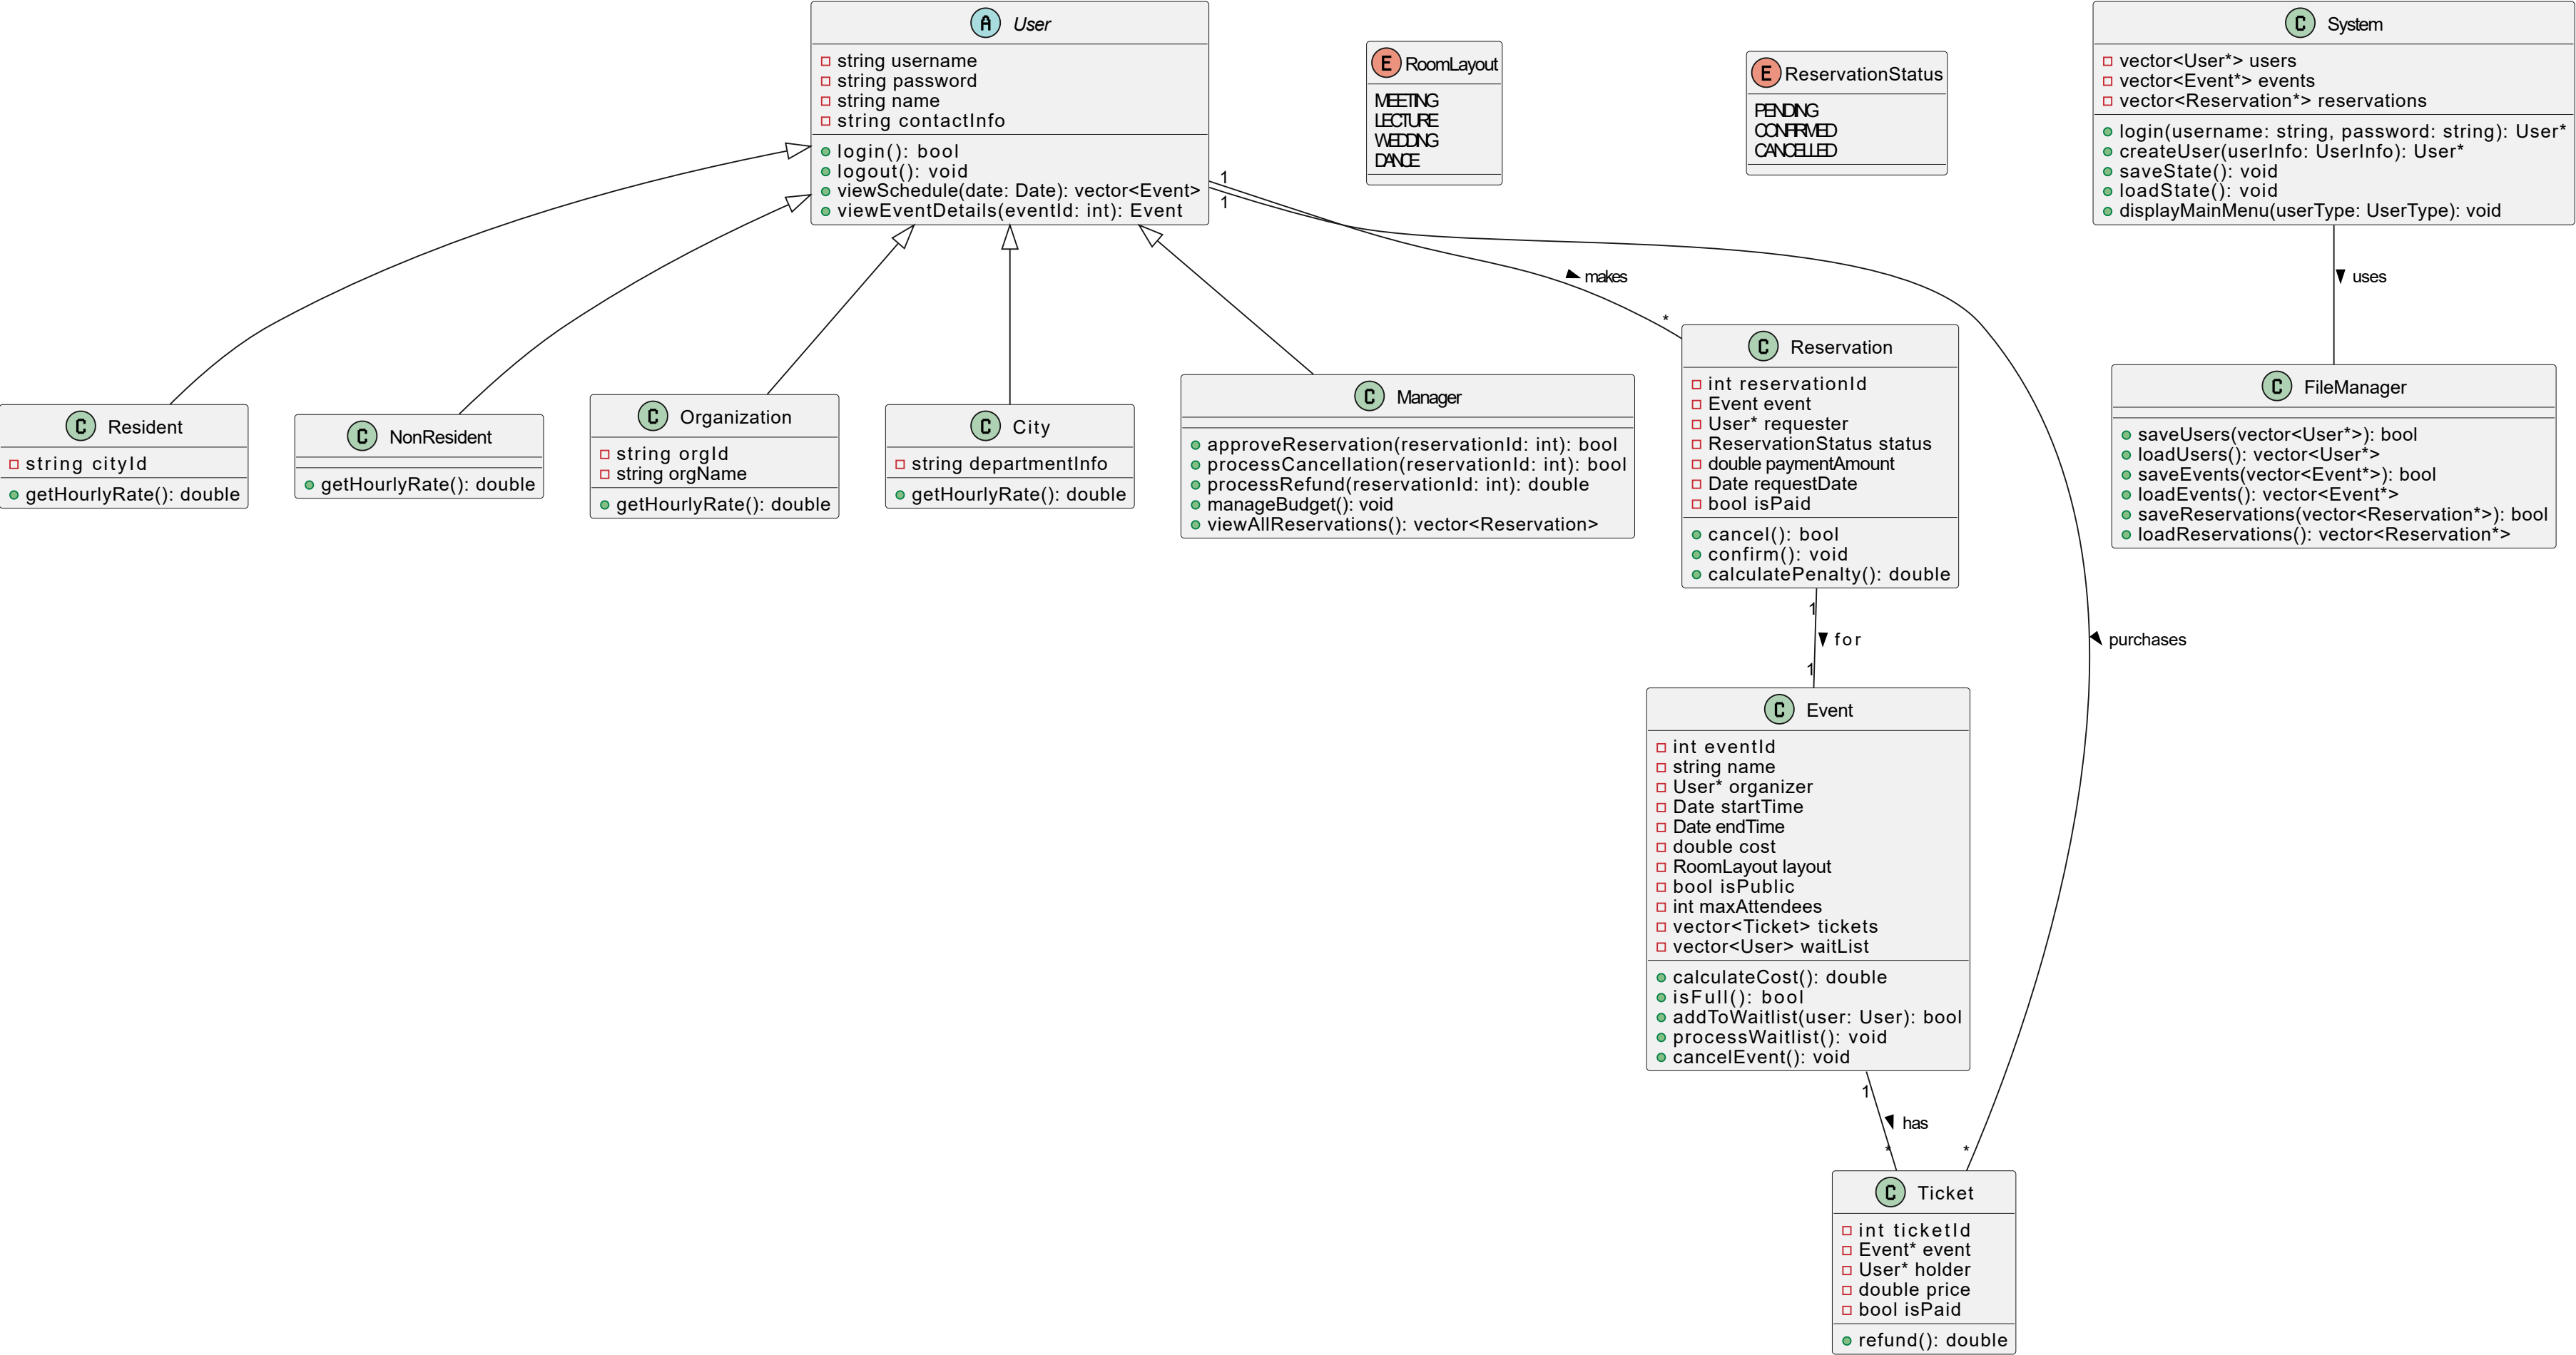 User
string username
string password
string name
string contactInfo
login(): bool
logout(): void
viewSchedule(date: Date): vector<Event>
viewEventDetails(eventId: int): Event
RoomLayout
MEETING
LECTURE
WEDDING
DANCE
ReservationStatus
PENDING
CONFIRMED
CANCELLED
System
vector<User*> users
vector<Event*> events
vector<Reservation*> reservations
login(username: string, password: string): User*
createUser(userInfo: UserInfo): User*
saveState(): void
loadState(): void
displayMainMenu(userType: UserType): void
1
1
makes
*
uses
Resident
string cityId
getHourlyRate(): double
NonResident
getHourlyRate(): double
Organization
string orgId
string orgName
getHourlyRate(): double
City
string departmentInfo
getHourlyRate(): double
Manager
approveReservation(reservationId: int): bool
processCancellation(reservationId: int): bool
processRefund(reservationId: int): double
manageBudget(): void
viewAllReservations(): vector<Reservation>
Reservation
int reservationId
Event event
User* requester
ReservationStatus status
double paymentAmount
Date requestDate
bool isPaid
cancel(): bool
confirm(): void
calculatePenalty(): double
FileManager
saveUsers(vector<User*>): bool
loadUsers(): vector<User*>
saveEvents(vector<Event*>): bool
loadEvents(): vector<Event*>
saveReservations(vector<Reservation*>): bool
loadReservations(): vector<Reservation*>
1
for
1
purchases
Event
int eventId
string name
User* organizer
Date startTime
Date endTime
double cost
RoomLayout layout
bool isPublic
int maxAttendees
vector<Ticket> tickets
vector<User> waitList
calculateCost(): double
isFull(): bool
addToWaitlist(user: User): bool
processWaitlist(): void
cancelEvent(): void
1
has
*
*
Ticket
int ticketId
Event* event
User* holder
double price
bool isPaid
refund(): double